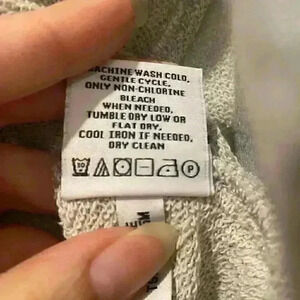 MACHINE WASH COLD,
GENTLE CYCLE,
ONLY NON-CHLORINE
BLEACH
WHEN NEEDED,
TUMBLE DRY LOW OR
FLAT DRY,
COOL IRON IF NEEDED,
DRY CLEAN
30
P